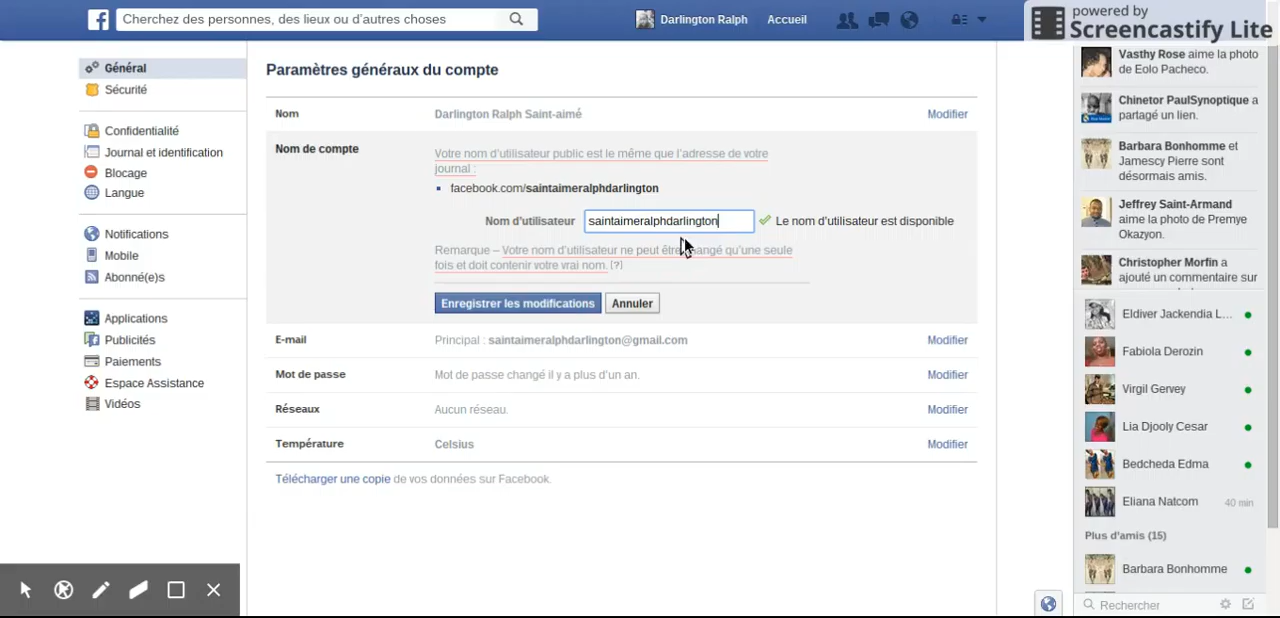 Cherchez des personnes, des lieux ou d'autres choses
Darlington Ralph
Accueil
powered by
Screencastify Lite
Général
Sécurité
Confidentialité
Journal et identification
Blocage
Langue
Notifications
Mobile
Abonné(e)s
Applications
Publicités
Paiements
Espace Assistance
Vidéos
Paramètres généraux du compte
Nom
Darlington Ralph Saint-aimé
Modifier
Nom de compte
Votre nom d'utilisateur public est le même que l'adresse de votre
journal :
facebook.com/saintaimeralphdarlington
Nom d'utilisateur
saintaimeralphdarlington
Le nom d'utilisateur est disponible
Remarque – Votre nom d'utilisateur ne peut être changé qu'une seule
fois et doit contenir votre vrai nom. [?]
Enregistrer les modifications
Annuler
E-mail
Principal : saintaimeralphdarlington@gmail.com
Modifier
Mot de passe
Mot de passe changé il y a plus d'un an.
Modifier
Réseaux
Aucun réseau.
Modifier
Température
Celsius
Modifier
Télécharger une copie de vos données sur Facebook.
Vasthy Rose aime la photo
de Eolo Pacheco.
Chinetor PaulSynoptique a
partagé un lien.
Barbara Bonhomme et
Jamescy Pierre sont
désormais amis.
Jeffrey Saint-Armand
aime la photo de Premye
Okazyon.
Christopher Morfin a
ajouté un commentaire sur
Eldiver Jackendia L...
Fabiola Derozin
Virgil Gervey
Lia Djooly Cesar
Bedcheda Edma
Eliana Natcom
40 min
Plus d'amis (15)
Barbara Bonhomme
Rechercher